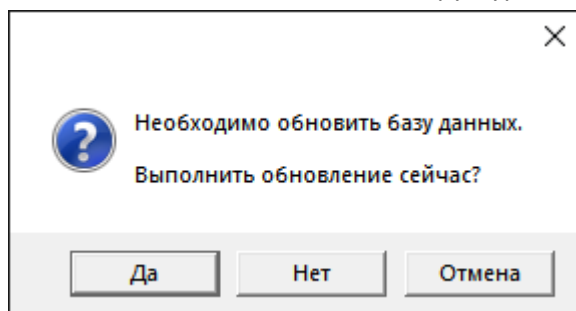 Необходимо обновить базу данных.
Выполнить обновление сейчас?
Да Нет Отмена